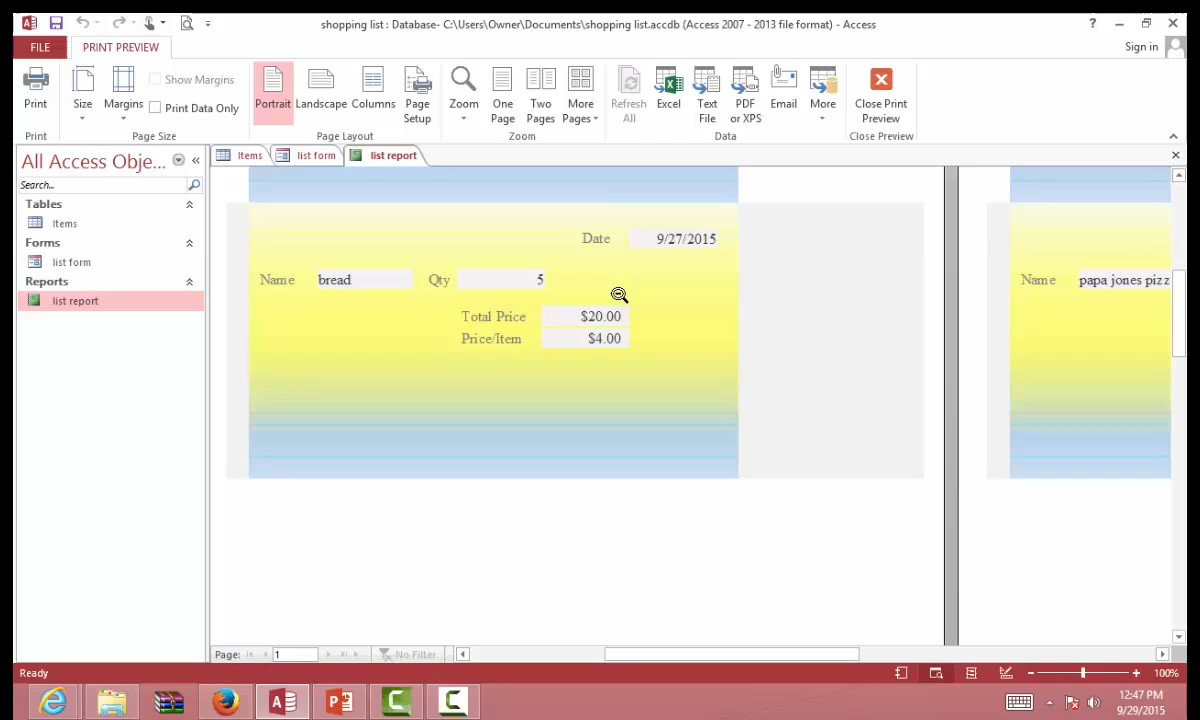 shopping list : Database- C:\Users\Owner\Documents\shopping list.accdb (Access 2007 - 2013 file format) - Access
?
FILE
PRINT PREVIEW
Sign in
Print
Size
Margins
Show Margins
Print Data Only
Portrait
Landscape
Columns
Page Setup
Zoom
One Page
Two Pages
More Pages
Refresh All
Excel
Text File
PDF or XPS
Email
More
Close Print Preview
Print
Page Size
Page Layout
Zoom
Data
Close Preview
All Access Obje...
Search...
Tables
Items
Forms
list form
Reports
list report
Items
list form
list report
Date 9/27/2015
Name bread Qty 5
Total Price $20.00
Price/Item $4.00
Name papa jones pizz
Page: 1
No Filter
Ready
100%
12:47 PM
9/29/2015